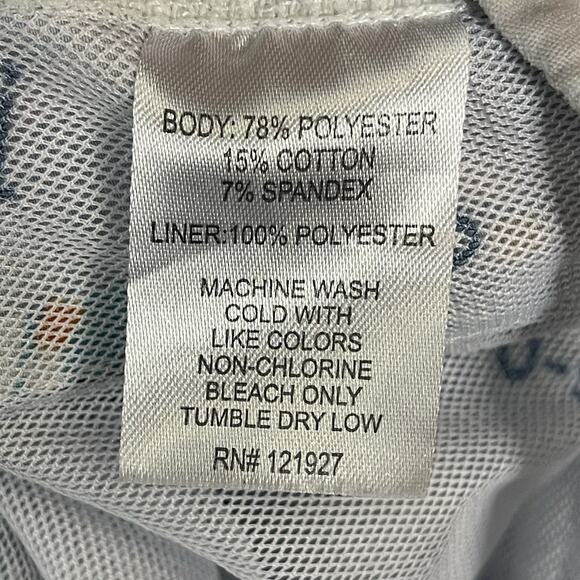 BODY: 78% POLYESTER
15% COTTON
7% SPANDEX
LINER:100% POLYESTER
MACHINE WASH
COLD WITH
LIKE COLORS
NON-CHLORINE
BLEACH ONLY
TUMBLE DRY LOW
RN# 121927